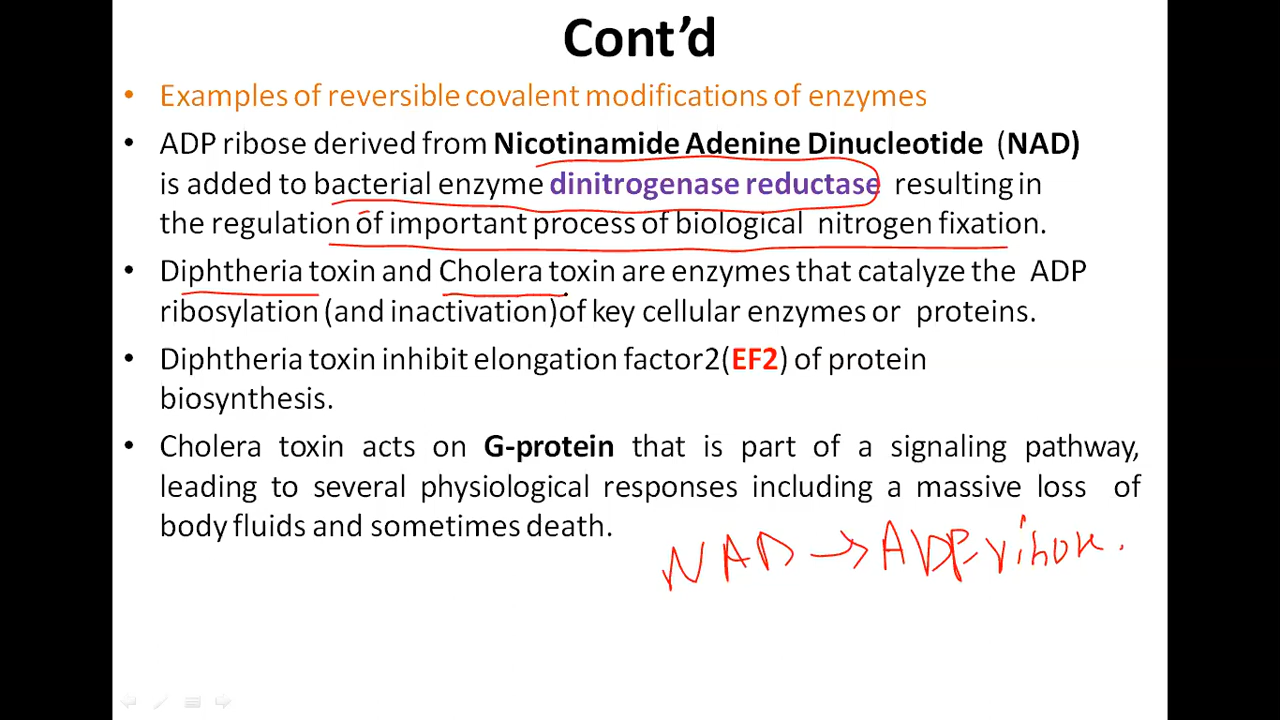 Cont’d
• Examples of reversible covalent modifications of enzymes
• ADP ribose derived from Nicotinamide Adenine Dinucleotide (NAD)
is added to bacterial enzyme dinitrogenase reductase resulting in
the regulation of important process of biological nitrogen fixation.
• Diphtheria toxin and Cholera toxin are enzymes that catalyze the ADP
ribosylation (and inactivation)of key cellular enzymes or proteins.
• Diphtheria toxin inhibit elongation factor2(EF2) of protein
biosynthesis.
• Cholera toxin acts on G-protein that is part of a signaling pathway,
leading to several physiological responses including a massive loss of
body fluids and sometimes death.
NAD → ADP-ribose.